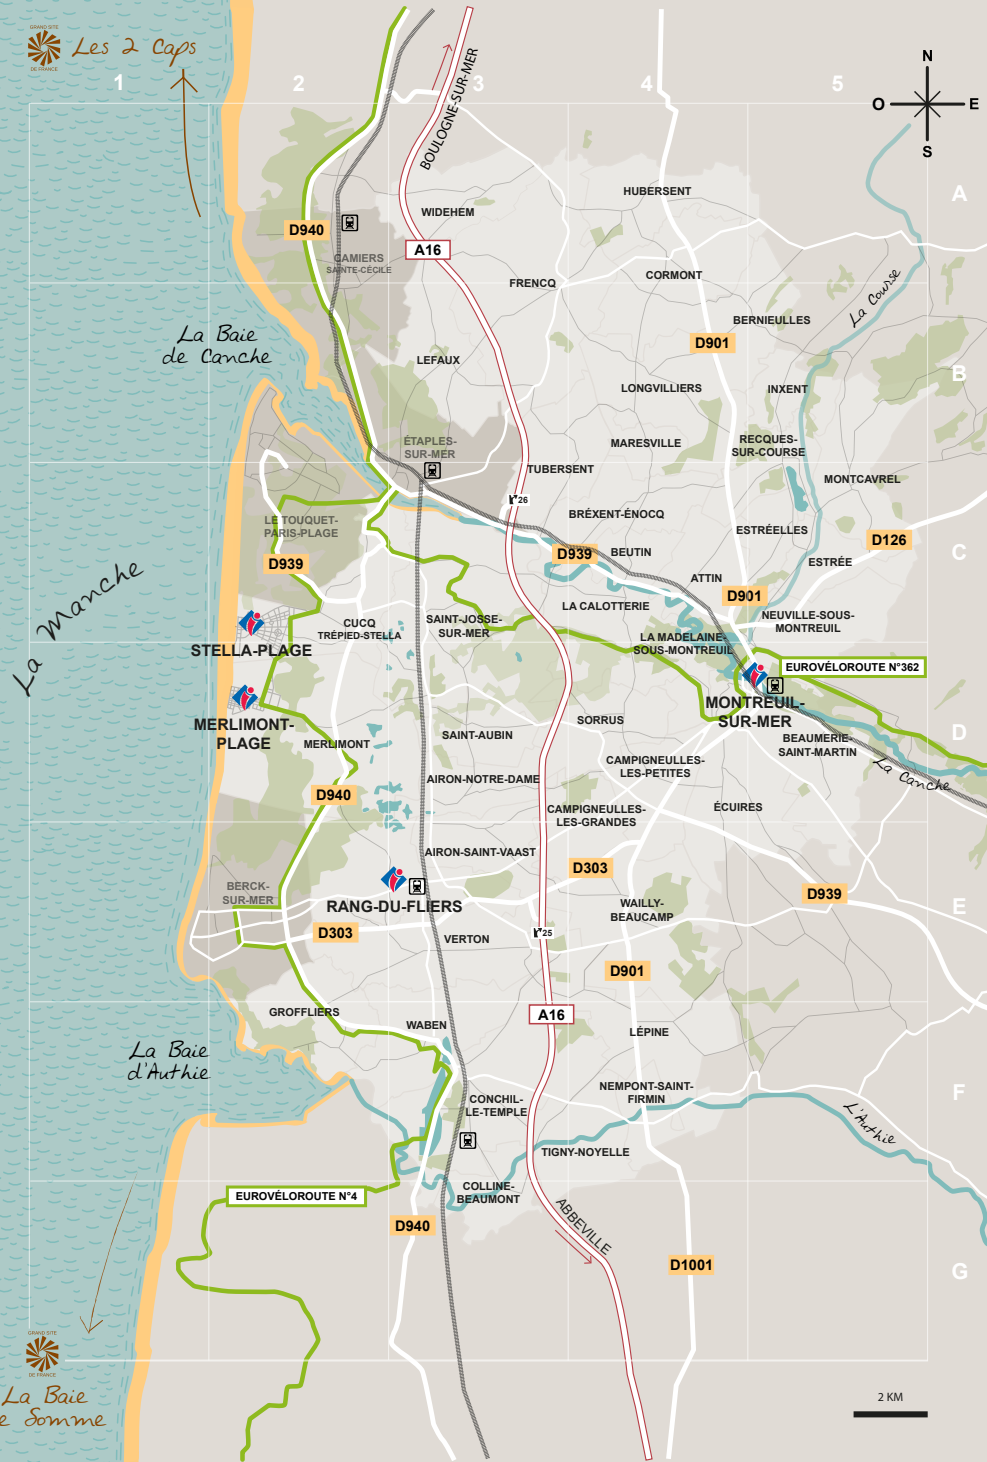 GRAND SITE
DE FRANCE
Les 2 Caps
1
2
3
4
5
N
O
E
S
BOULOGNE-SUR-MER
A
HUBERSENT
WIDEHEM
D940
A16
CAMIERS
SAINTE-CÉCILE
FRENCQ
CORMONT
La Course
BERNIEULLES
La Baie
de Canche
D901
LEFAUX
B
LONGVILLIERS
INXENT
ÉTAPLES-
SUR-MER
MARESVILLE
RECQUES-
SUR-COURSE
TUBERSENT
MONTCAVREL
26
BRÉXENT-ÉNOCQ
LE TOUQUET-
PARIS-PLAGE
ESTRÉELLES
D126
D939
BEUTIN
C
D939
ESTRÉE
ATTIN
La Manche
D901
LA CALOTTERIE
CUCQ
TRÉPIED-STELLA
SAINT-JOSSE-
SUR-MER
NEUVILLE-SOUS-
MONTREUIL
LA MADELAINE-
SOUS-MONTREUIL
STELLA-PLAGE
EUROVÉLOROUTE N°362
MONTREUIL-
SUR-MER
MERLIMONT-
PLAGE
SORRUS
MERLIMONT
SAINT-AUBIN
D
BEAUMERIE-
SAINT-MARTIN
CAMPIGNEULLES-
LES-PETITES
La Canche
AIRON-NOTRE-DAME
D940
CAMPIGNEULLES-
LES-GRANDES
ÉCUIRES
AIRON-SAINT-VAAST
D303
BERCK-
SUR-MER
D939
RANG-DU-FLIERS
WAILLY-
BEAUCAMP
E
D303
VERTON
25
D901
GROFFLIERS
A16
WABEN
LÉPINE
La Baie
d'Authie
NEMPONT-SAINT-
FIRMIN
F
CONCHIL-
LE-TEMPLE
L'Authie
TIGNY-NOYELLE
EUROVÉLOROUTE N°4
COLLINE-
BEAUMONT
D940
ABBEVILLE
D1001
G
GRAND SITE
DE FRANCE
La Baie
e Somme
2 KM